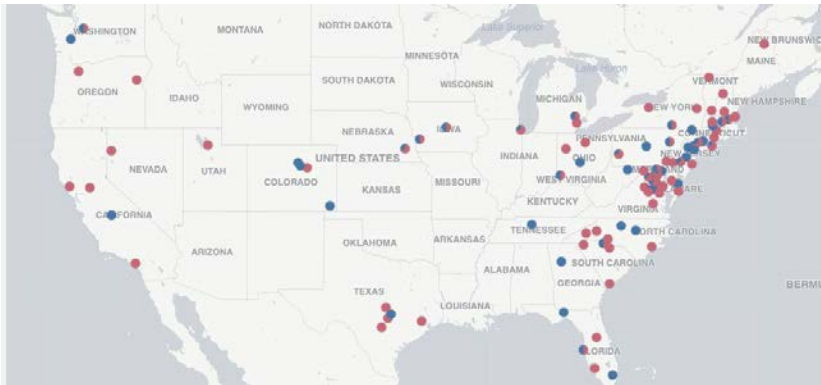 Lake Superior
WASHINGTON
MONTANA
NORTH DAKOTA
NEW BRUNSWICK
MINNESOTA
MAINE
Lake Huron
SOUTH DAKOTA
WISCONSIN
VERMONT
OREGON
IDAHO
MICHIGAN
NEW YORK
NEW HAMPSHIRE
WYOMING
IOWA
NEBRASKA
PENNSYLVANIA
CONNECTICUT
NEVADA
UTAH
UNITED STATES
INDIANA
OHIO
NEW JERSEY
COLORADO
KANSAS
MISSOURI
WEST VIRGINIA
MARYLAND
DELAWARE
CALIFORNIA
KENTUCKY
VIRGINIA
TENNESSEE
NORTH CAROLINA
OKLAHOMA
ARKANSAS
ARIZONA
SOUTH CAROLINA
ALABAMA
GEORGIA
BERMU
TEXAS
LOUISIANA
FLORIDA